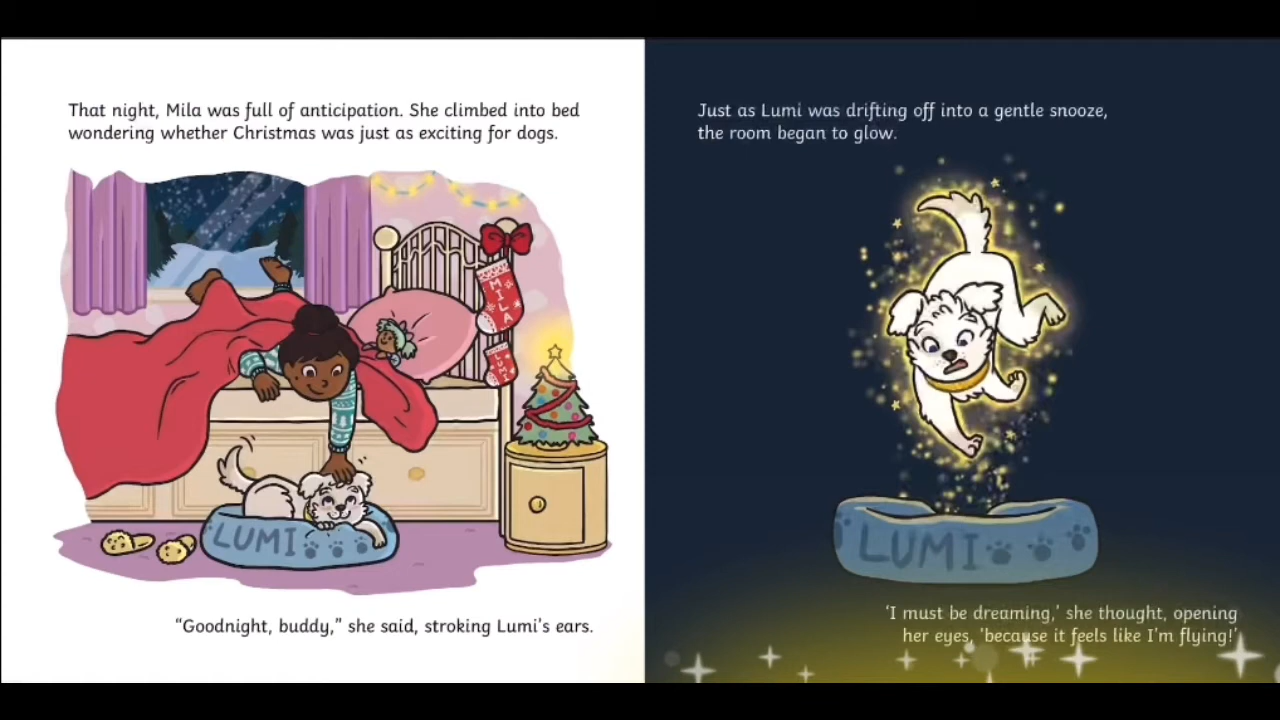 That night, Mila was full of anticipation. She climbed into bed
wondering whether Christmas was just as exciting for dogs.
MILA
LUMI
LUMI
“Goodnight, buddy,” she said, stroking Lumi’s ears.
Just as Lumi was drifting off into a gentle snooze,
the room began to glow.
LUMI
‘I must be dreaming,’ she thought, opening
her eyes, ‘because it feels like I’m flying!’